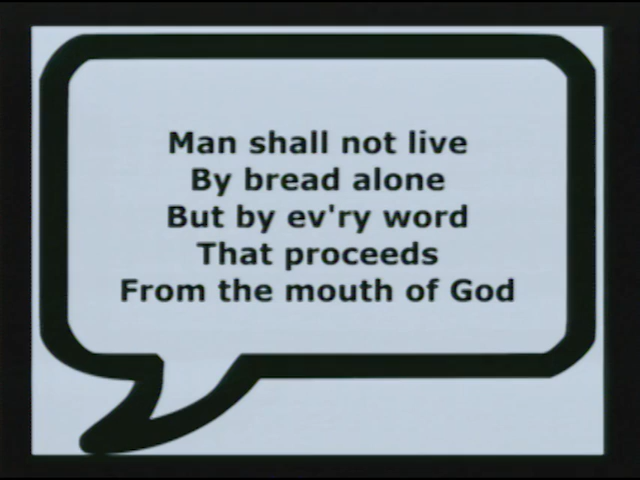 Man shall not live
By bread alone
But by ev'ry word
That proceeds
From the mouth of God